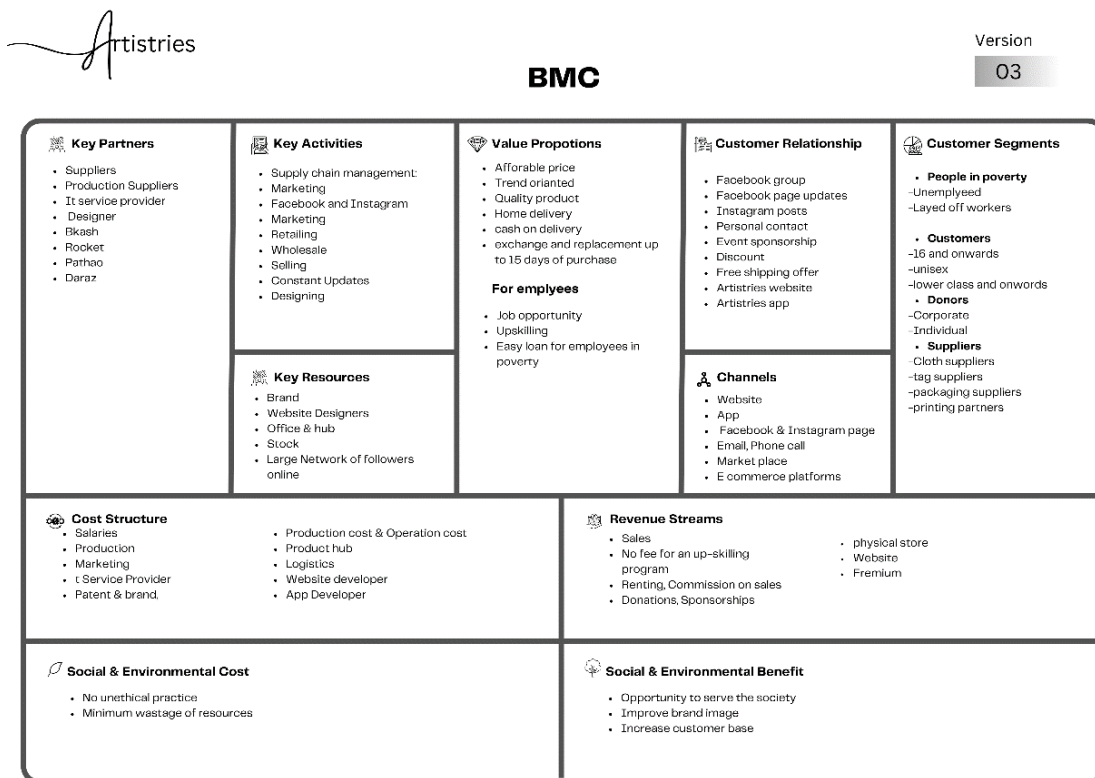 Artistries
Version
03
BMC
Key Partners
Suppliers
Production Suppliers
It service provider
Designer
Bkash
Rocket
Pathao
Daraz
Key Activities
Supply chain management:
Marketing
Facebook and Instagram
Marketing
Retailing
Wholesale
Selling
Constant Updates
Designing
Key Resources
Brand
Website Designers
Office & hub
Stock
Large Network of followers
online
Value Propotions
Afforable price
Trend orianted
Quality product
Home delivery
cash on delivery
exchange and replacement up
to 15 days of purchase
For emplyees
Job opportunity
Upskilling
Easy loan for employees in
poverty
Customer Relationship
Facebook group
Facebook page updates
Instagram posts
Personal contact
Event sponsorship
Discount
Free shipping offer
Artistries website
Artistries app
Channels
Website
App
Facebook & Instagram page
Email, Phone call
Market place
E commerce platforms
Customer Segments
People in poverty
-Unemplyeed
-Layed off workers
Customers
-16 and onwards
-unisex
-lower class and onwords
Donors
-Corporate
-Individual
Suppliers
-Cloth suppliers
-tag suppliers
-packaging suppliers
-printing partners
Cost Structure
Salaries
Production
Marketing
t Service Provider
Patent & brand.
Production cost & Operation cost
Product hub
Logistics
Website developer
App Developer
Revenue Streams
Sales
No fee for an up-skilling
program
Renting, Commission on sales
Donations, Sponsorships
physical store
Website
Fremium
Social & Environmental Cost
No unethical practice
Minimum wastage of resources
Social & Environmental Benefit
Opportunity to serve the society
Improve brand image
Increase customer base